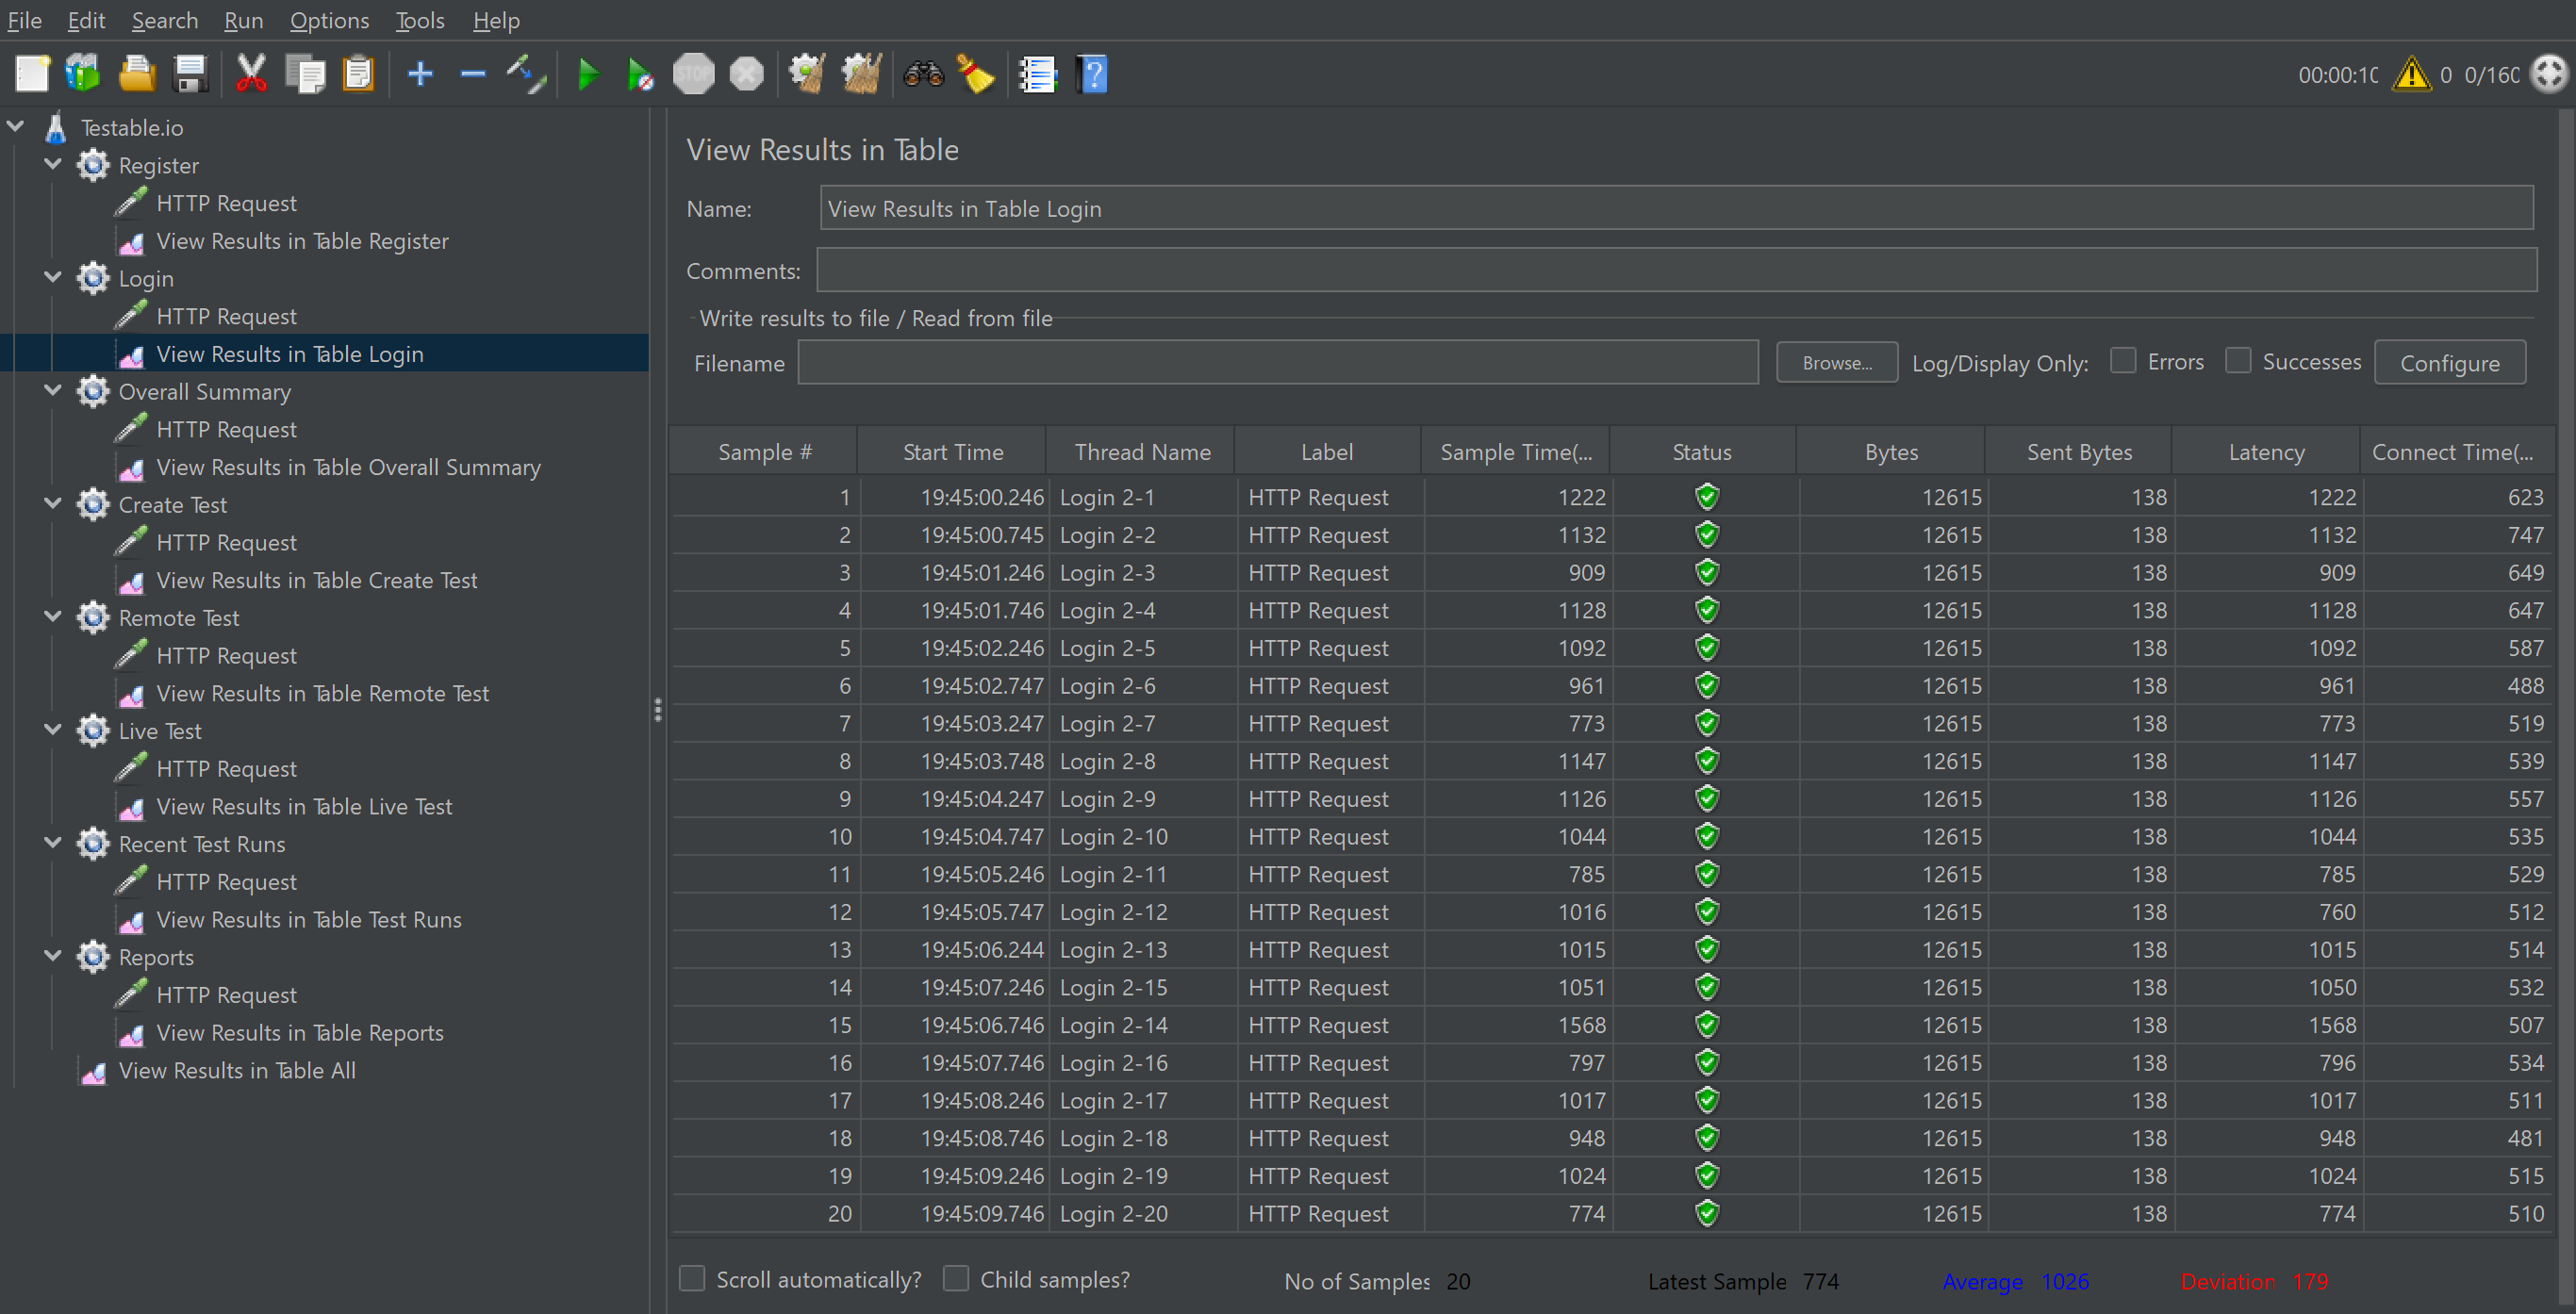 File Edit Search Run Options Tools Help
STOP
00:00:10 0 0/160
Testable.io
Register
HTTP Request
View Results in Table Register
Login
HTTP Request
View Results in Table Login
Overall Summary
HTTP Request
View Results in Table Overall Summary
Create Test
HTTP Request
View Results in Table Create Test
Remote Test
HTTP Request
View Results in Table Remote Test
Live Test
HTTP Request
View Results in Table Live Test
Recent Test Runs
HTTP Request
View Results in Table Test Runs
Reports
HTTP Request
View Results in Table Reports
View Results in Table All
View Results in Table
Name: View Results in Table Login
Comments:
Write results to file / Read from file
Filename Browse... Log/Display Only: Errors Successes Configure
Sample # Start Time Thread Name Label Sample Time(... Status Bytes Sent Bytes Latency Connect Time(...
1 19:45:00.246 Login 2-1 HTTP Request 1222 12615 138 1222 623
2 19:45:00.745 Login 2-2 HTTP Request 1132 12615 138 1132 747
3 19:45:01.246 Login 2-3 HTTP Request 909 12615 138 909 649
4 19:45:01.746 Login 2-4 HTTP Request 1128 12615 138 1128 647
5 19:45:02.246 Login 2-5 HTTP Request 1092 12615 138 1092 587
6 19:45:02.747 Login 2-6 HTTP Request 961 12615 138 961 488
7 19:45:03.247 Login 2-7 HTTP Request 773 12615 138 773 519
8 19:45:03.748 Login 2-8 HTTP Request 1147 12615 138 1147 539
9 19:45:04.247 Login 2-9 HTTP Request 1126 12615 138 1126 557
10 19:45:04.747 Login 2-10 HTTP Request 1044 12615 138 1044 535
11 19:45:05.246 Login 2-11 HTTP Request 785 12615 138 785 529
12 19:45:05.747 Login 2-12 HTTP Request 1016 12615 138 760 512
13 19:45:06.244 Login 2-13 HTTP Request 1015 12615 138 1015 514
14 19:45:07.246 Login 2-15 HTTP Request 1051 12615 138 1050 532
15 19:45:06.746 Login 2-14 HTTP Request 1568 12615 138 1568 507
16 19:45:07.746 Login 2-16 HTTP Request 797 12615 138 796 534
17 19:45:08.246 Login 2-17 HTTP Request 1017 12615 138 1017 511
18 19:45:08.746 Login 2-18 HTTP Request 948 12615 138 948 481
19 19:45:09.246 Login 2-19 HTTP Request 1024 12615 138 1024 515
20 19:45:09.746 Login 2-20 HTTP Request 774 12615 138 774 510
Scroll automatically? Child samples? No of Samples 20 Latest Sample 774 Average 1026 Deviation 179